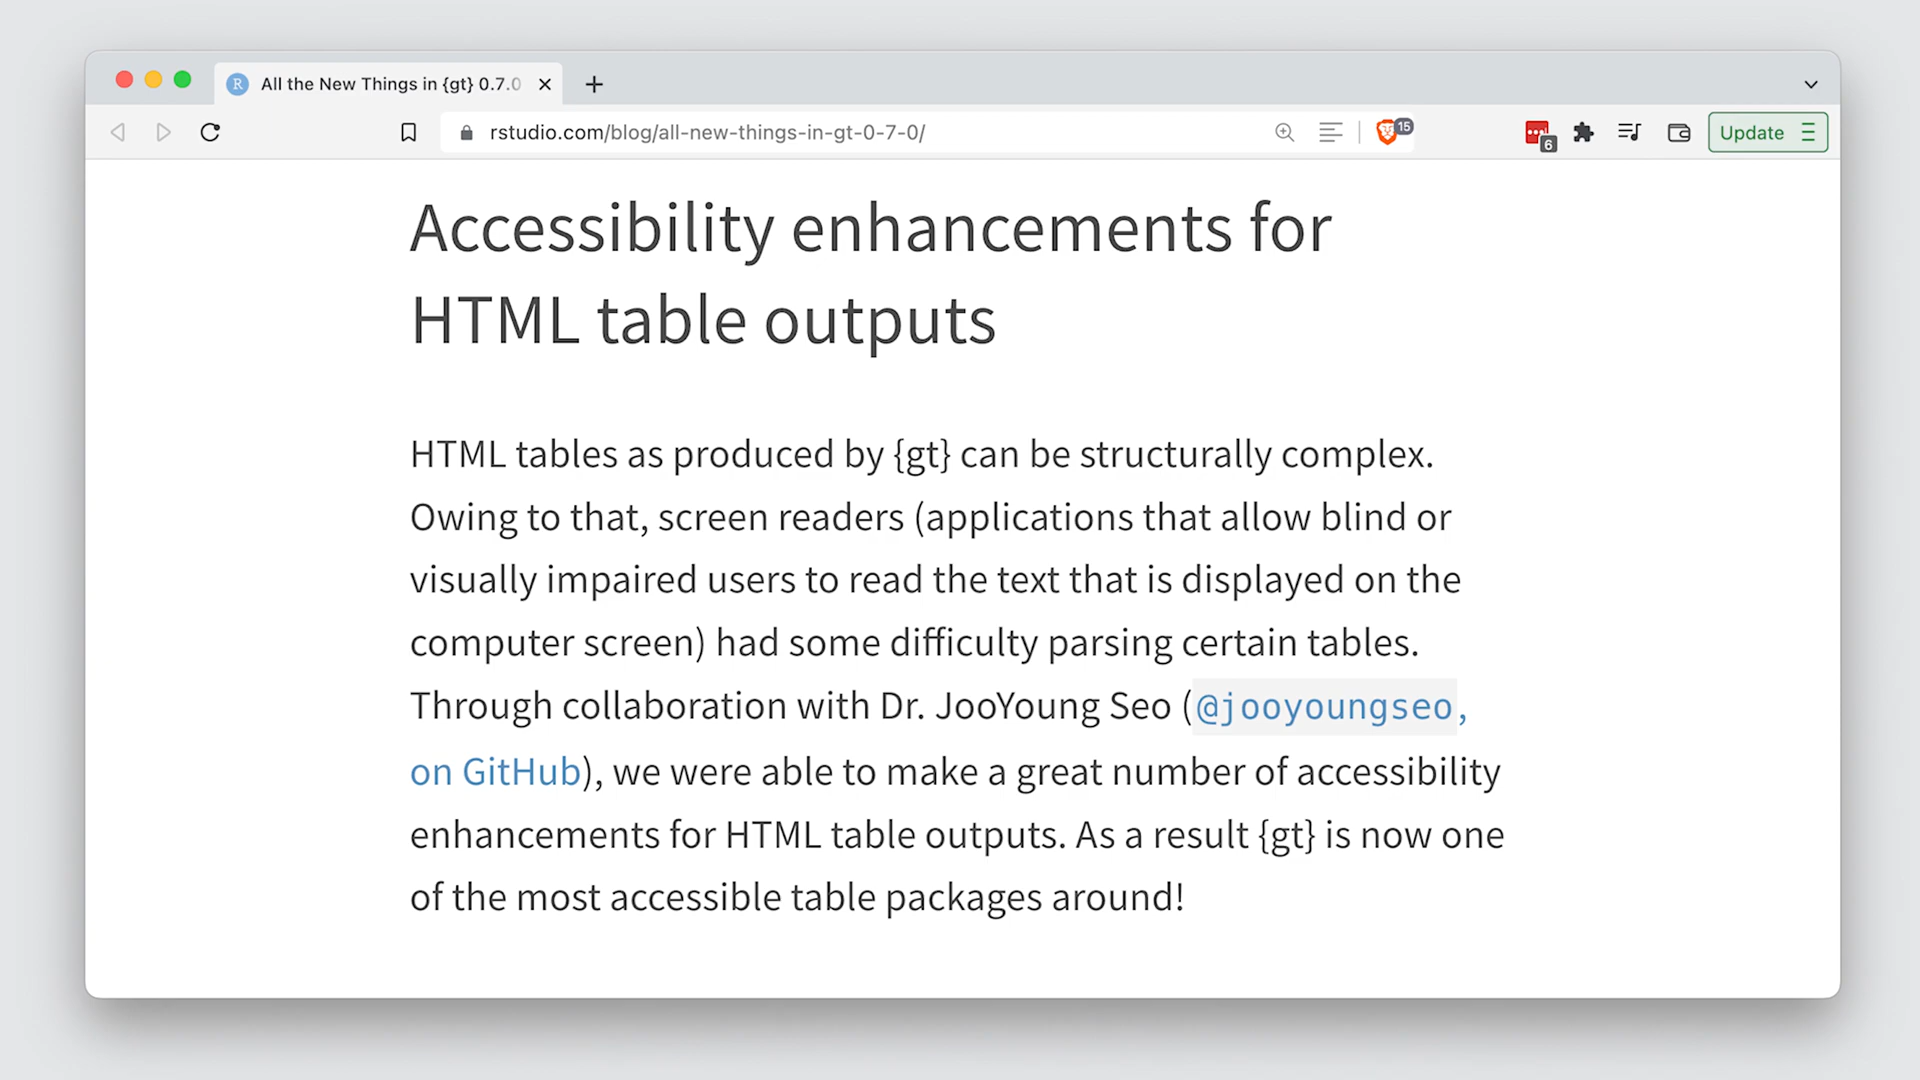 R All the New Things in {gt} 0.7.0
rstudio.com/blog/all-new-things-in-gt-0-7-0/
15
6
Update
Accessibility enhancements for
HTML table outputs
HTML tables as produced by {gt} can be structurally complex.
Owing to that, screen readers (applications that allow blind or
visually impaired users to read the text that is displayed on the
computer screen) had some difficulty parsing certain tables.
Through collaboration with Dr. JooYoung Seo (@jooyoungseo,
on GitHub), we were able to make a great number of accessibility
enhancements for HTML table outputs. As a result {gt} is now one
of the most accessible table packages around!